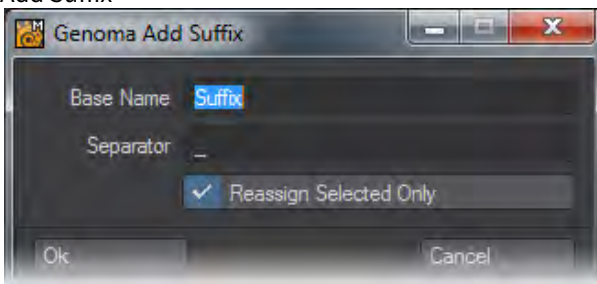 Add Suffix
Genoma Add Suffix
Base Name Suffix
Separator _
Reassign Selected Only
Ok Cancel